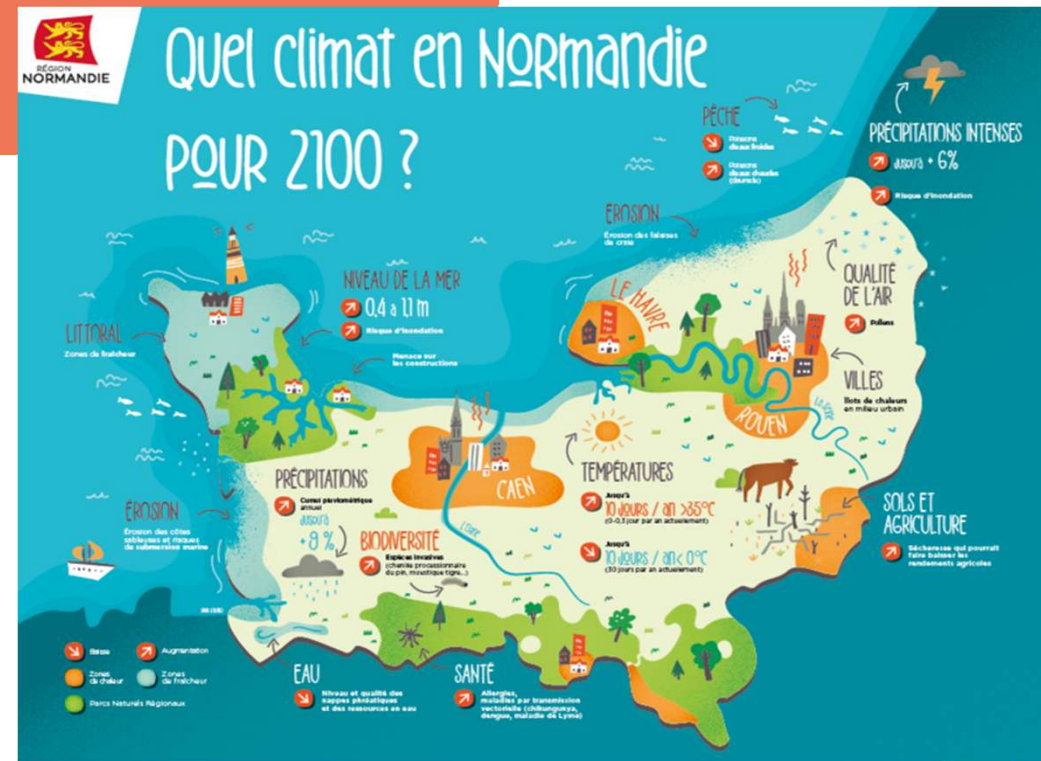 RÉGION
NORMANDIE
Quel climat en Normandie
pour 2100 ?
PÊCHE
Poissons
d'eaux froides
Poissons
d'eaux chaudes
PRÉCIPITATIONS INTENSES
Jusqu'à + 6%
Risque d'inondation
ÉROSION
Érosion des falaises
de craie
QUALITÉ
DE L'AIR
Pollens
NIVEAU DE LA MER
0,4 à 1,1 m
Risque d'inondation
Menace sur
les constructions
LITTORAL
Zones de fraîcheur
LE HAVRE
VILLES
Îlots de chaleurs
en milieu urbain
ROUEN
LA SEINE
CAEN
L'ORNE
PRÉCIPITATIONS
Cumul pluviométrique
annuel
Jusqu'à
+ 8 %
TEMPÉRATURES
Jusqu'à
10 jours / an >35°C
(0-0,3 jour par an actuellement)
Jusqu'à
10 jours / an < 0°C
(30 jours par an actuellement)
BIODIVERSITÉ
Espèces invasives
(chenille processionnaire
du pin, moustique tigre...)
SOLS ET
AGRICULTURE
Sécheresse qui pourrait
faire baisser les
rendements agricoles
ÉROSION
Érosion des côtes
sableuses et risques
de submersion marine
EAU
Niveau et qualité des
nappes phréatiques
et des ressources en eau
SANTÉ
Allergies,
maladies par transmission
vectorielle (chikungunya,
dengue, maladie de Lyme)
Baisse
Augmentation
Zones
de chaleur
Zones
de fraîcheur
Parcs Naturels Régionaux